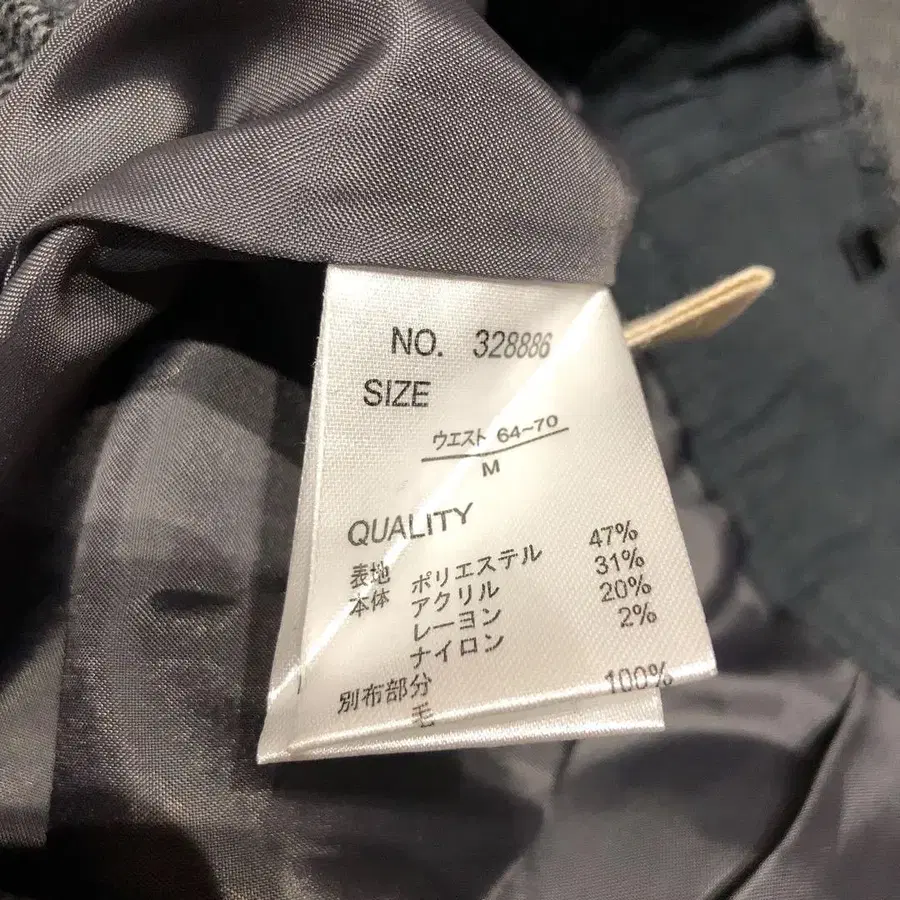 NO. 328886
SIZE
ウエスト 64-70
M
QUALITY
表地 ポリエステル 47%
本体 アクリル 31%
レーヨン 20%
ナイロン 2%
別布部分
毛 100%